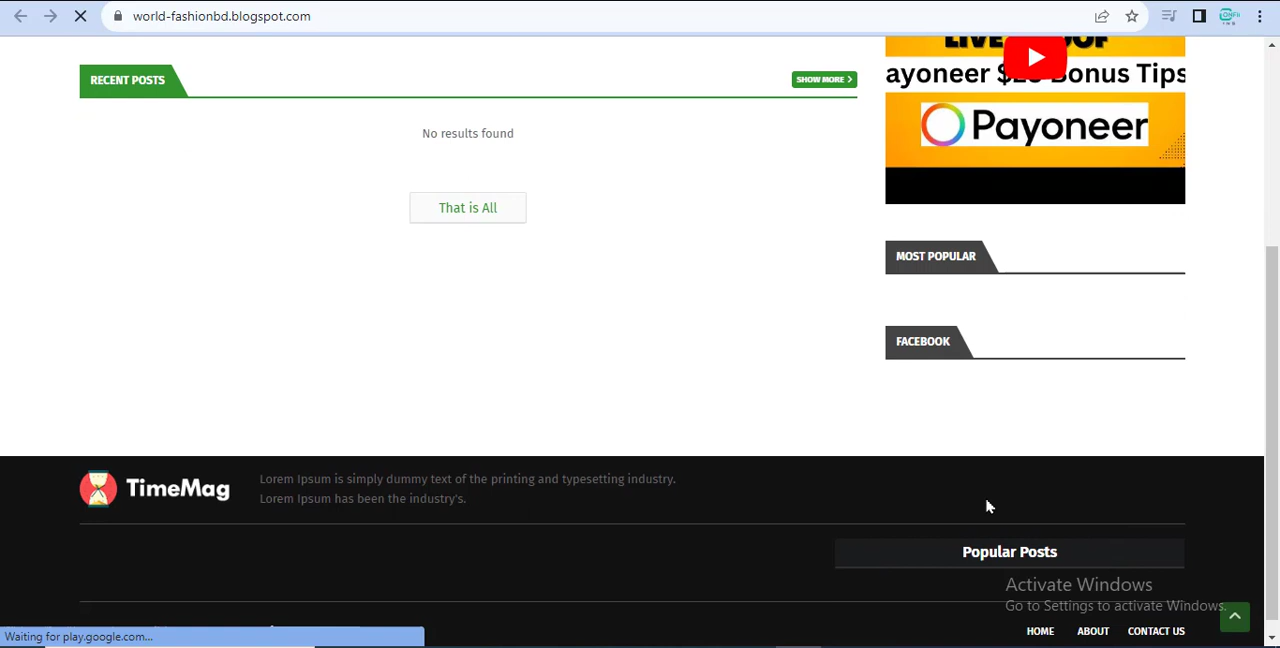 world-fashionbd.blogspot.com
RECENT POSTS
SHOW MORE
No results found
That is All
ayoneer $25 Bonus Tips
Payoneer
MOST POPULAR
FACEBOOK
TimeMag
Lorem Ipsum is simply dummy text of the printing and typesetting industry.
Lorem Ipsum has been the industry's.
Popular Posts
Activate Windows
Go to Settings to activate Windows.
HOME ABOUT CONTACT US
Waiting for play.google.com...